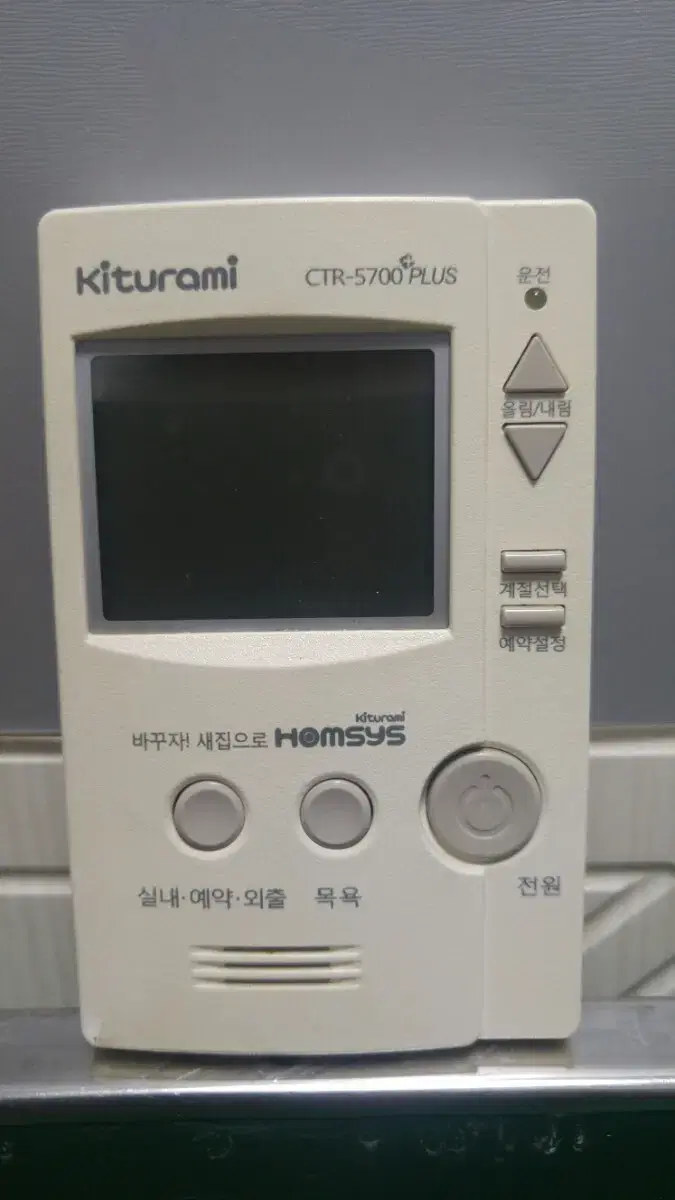 Kiturami
CTR-5700 PLUS
운전
올림/내림
계절선택
예약설정
바꾸자! 새집으로 Kiturami HOMSYS
실내·예약·외출
목욕
전원